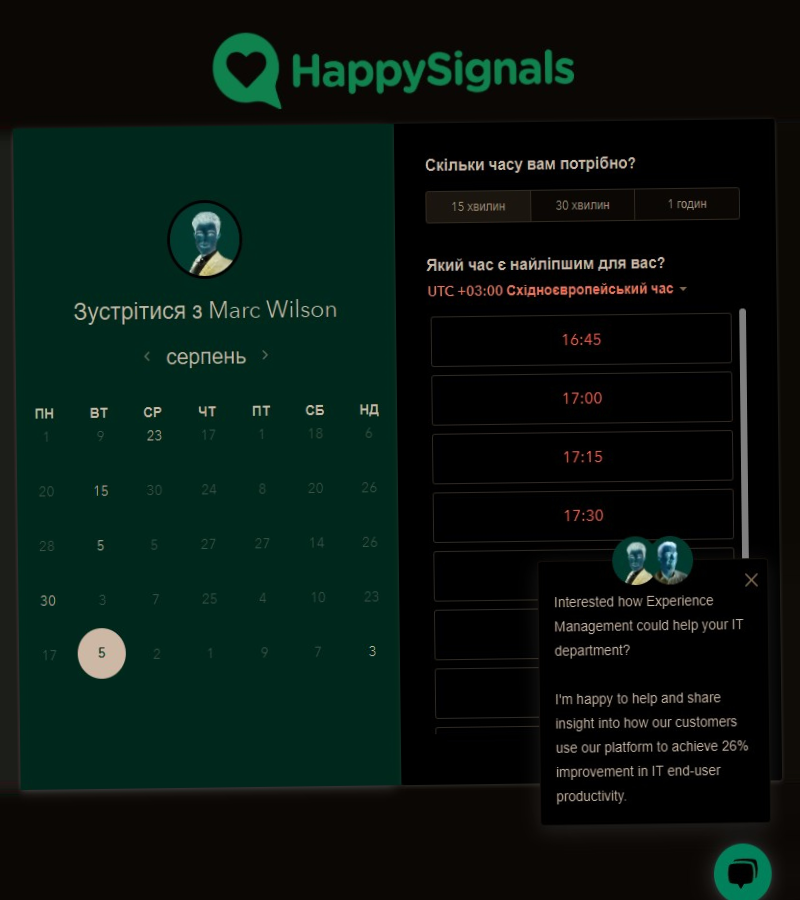 HappySignals
Зустрітися з Marc Wilson
серпень
ПН ВТ СР ЧТ ПТ СБ НД
1 9 23 17 1 18 6
20 15 30 24 8 20 26
28 5 5 27 27 14 26
30 3 7 25 4 10 23
17 5 2 1 9 7 3
Скільки часу вам потрібно?
15 хвилин 30 хвилин 1 годин
Який час є найліпшим для вас?
UTC +03:00 Східноєвропейський час
16:45
17:00
17:15
17:30
Interested how Experience
Management could help your IT
department?
I'm happy to help and share
insight into how our customers
use our platform to achieve 26%
improvement in IT end-user
productivity.